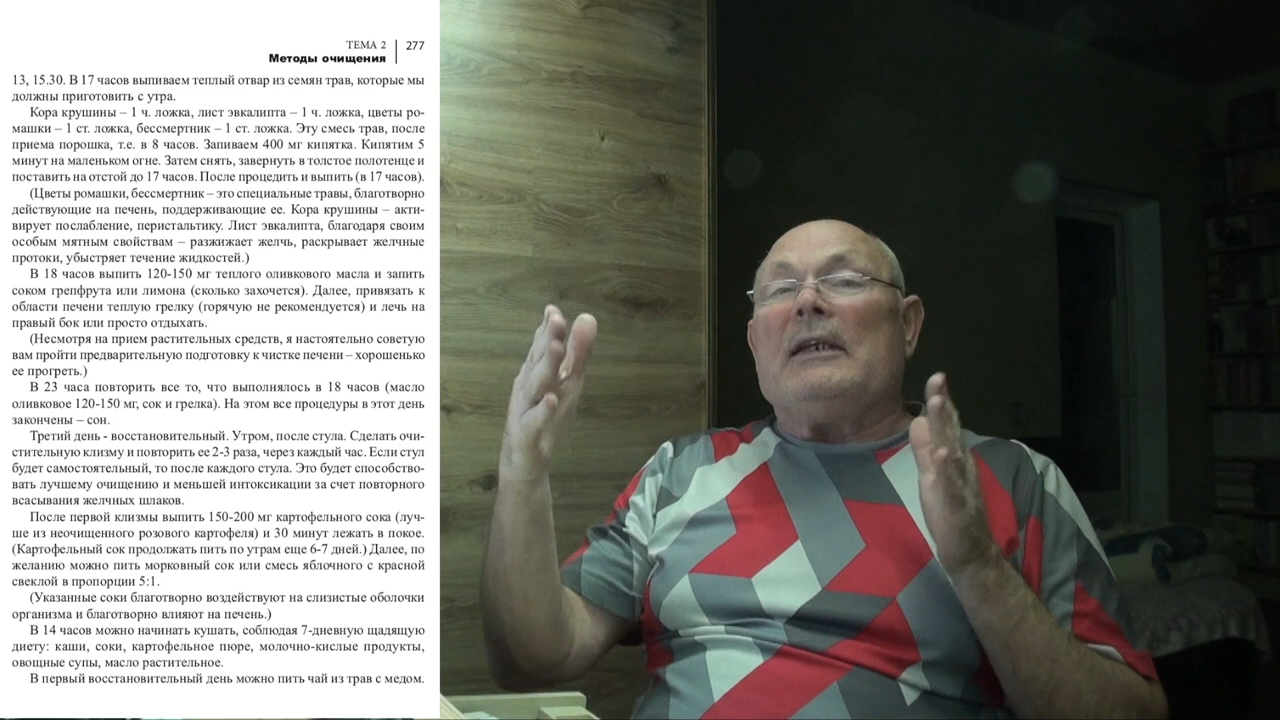 ТЕМА 2 277
Методы очищения
13, 15.30. В 17 часов выпиваем теплый отвар из семян трав, которые мы
должны приготовить с утра.
Кора крушины – 1 ч. ложка, лист эвкалипта – 1 ч. ложка, цветы ро-
машки – 1 ст. ложка, бессмертник – 1 ст. ложка. Эту смесь трав, после
приема порошка, т.е. в 8 часов. Запиваем 400 мг кипятка. Кипятим 5
минут на маленьком огне. Затем снять, завернуть в толстое полотенце и
поставить на отстой до 17 часов. После процедить и выпить (в 17 часов).
(Цветы ромашки, бессмертник – это специальные травы, благотворно
действующие на печень, поддерживающие ее. Кора крушины – акти-
вирует послабление, перистальтику. Лист эвкалипта, благодаря своим
особым мятным свойствам – разжижает желчь, раскрывает желчные
протоки, убыстряет течение жидкостей.)
В 18 часов выпить 120-150 мг теплого оливкового масла и запить
соком грепфрута или лимона (сколько захочется). Далее, привязать к
области печени теплую грелку (горячую не рекомендуется) и лечь на
правый бок или просто отдыхать.
(Несмотря на прием растительных средств, я настоятельно советую
вам пройти предварительную подготовку к чистке печени – хорошенько
ее прогреть.)
В 23 часа повторить все то, что выполнялось в 18 часов (масло
оливковое 120-150 мг, сок и грелка). На этом все процедуры в этот день
закончены – сон.
Третий день - восстановительный. Утром, после стула. Сделать очи-
стительную клизму и повторить ее 2-3 раза, через каждый час. Если стул
будет самостоятельный, то после каждого стула. Это будет способство-
вать лучшему очищению и меньшей интоксикации за счет повторного
всасывания желчных шлаков.
После первой клизмы выпить 150-200 мг картофельного сока (луч-
ше из неочищенного розового картофеля) и 30 минут лежать в покое.
(Картофельный сок продолжать пить по утрам еще 6-7 дней.) Далее, по
желанию можно пить морковный сок или смесь яблочного с красной
свеклой в пропорции 5:1.
(Указанные соки благотворно воздействуют на слизистые оболочки
организма и благотворно влияют на печень.)
В 14 часов можно начинать кушать, соблюдая 7-дневную щадящую
диету: каши, соки, картофельное пюре, молочно-кислые продукты,
овощные супы, масло растительное.
В первый восстановительный день можно пить чай из трав с медом.